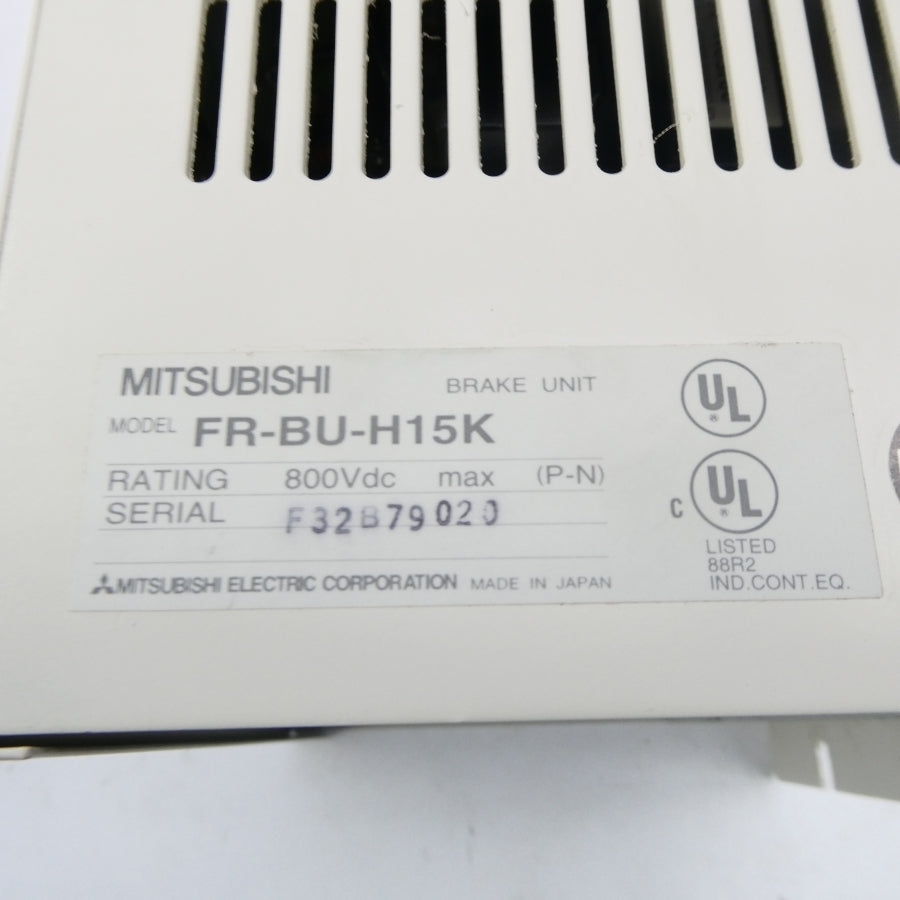 MITSUBISHI BRAKE UNIT
MODEL FR-BU-H15K
RATING 800Vdc max (P-N)
SERIAL F32B79020
MITSUBISHI ELECTRIC CORPORATION MADE IN JAPAN
UL
®
C UL
®
LISTED
88R2
IND.CONT.EQ.